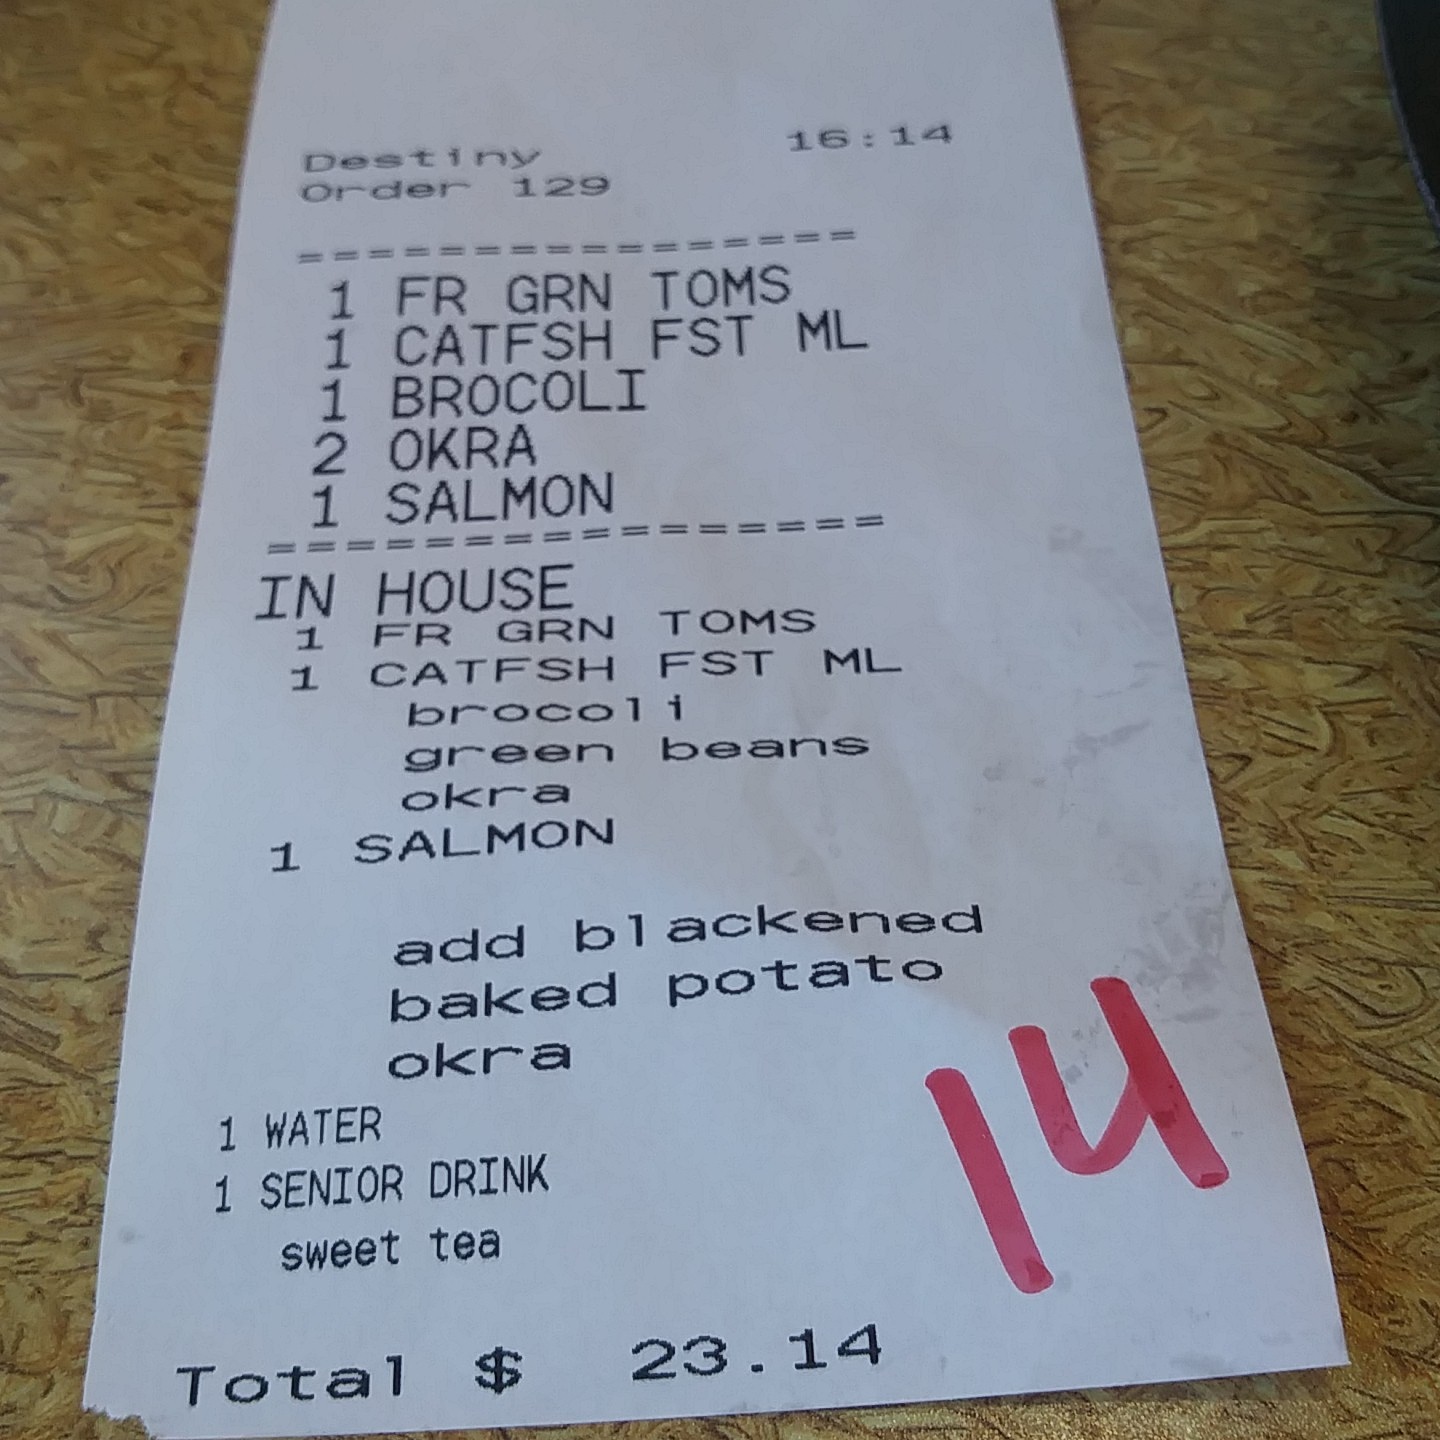 Destiny 16:14
Order 129
================
1 FR GRN TOMS
1 CATFSH FST ML
1 BROCOLI
2 OKRA
1 SALMON
================
IN HOUSE
1 FR GRN TOMS
1 CATFSH FST ML
brocoli
green beans
okra
1 SALMON
add blackened
baked potato
okra
14
1 WATER
1 SENIOR DRINK
sweet tea
Total $ 23.14